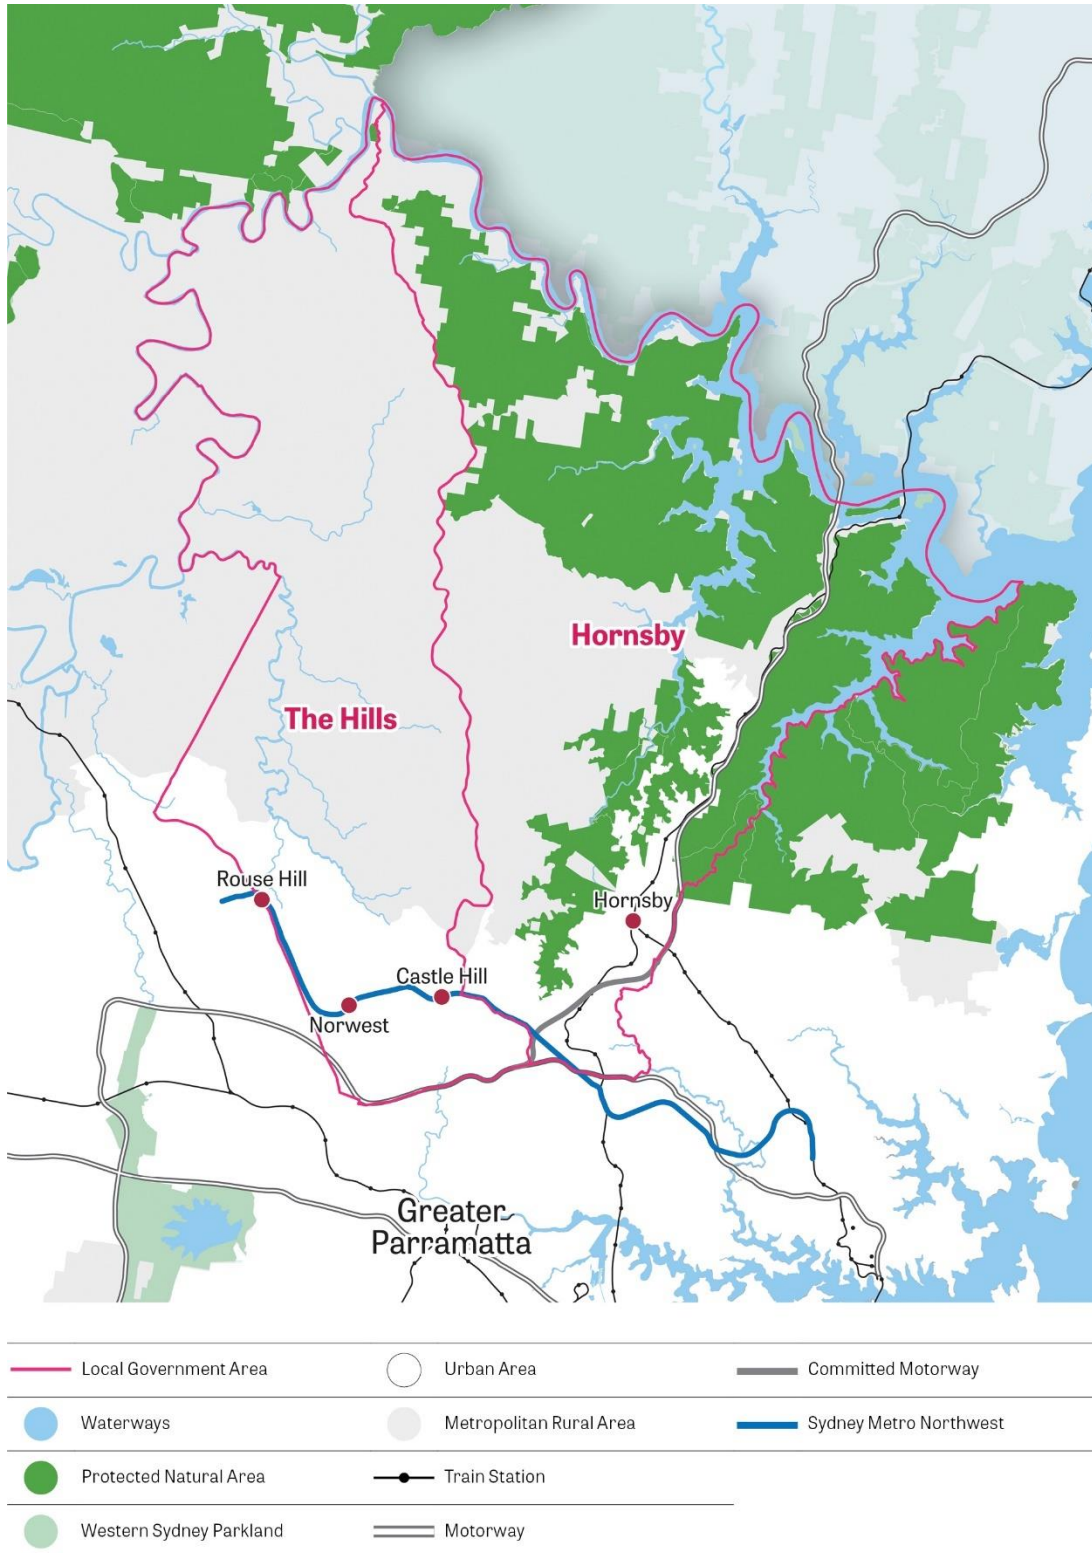 Hornsby
The Hills
Rouse Hill
Hornsby
Castle Hill
Norwest
Greater
Parramatta
Local Government Area
Urban Area
Committed Motorway
Waterways
Metropolitan Rural Area
Sydney Metro Northwest
Protected Natural Area
Train Station
Western Sydney Parkland
Motorway